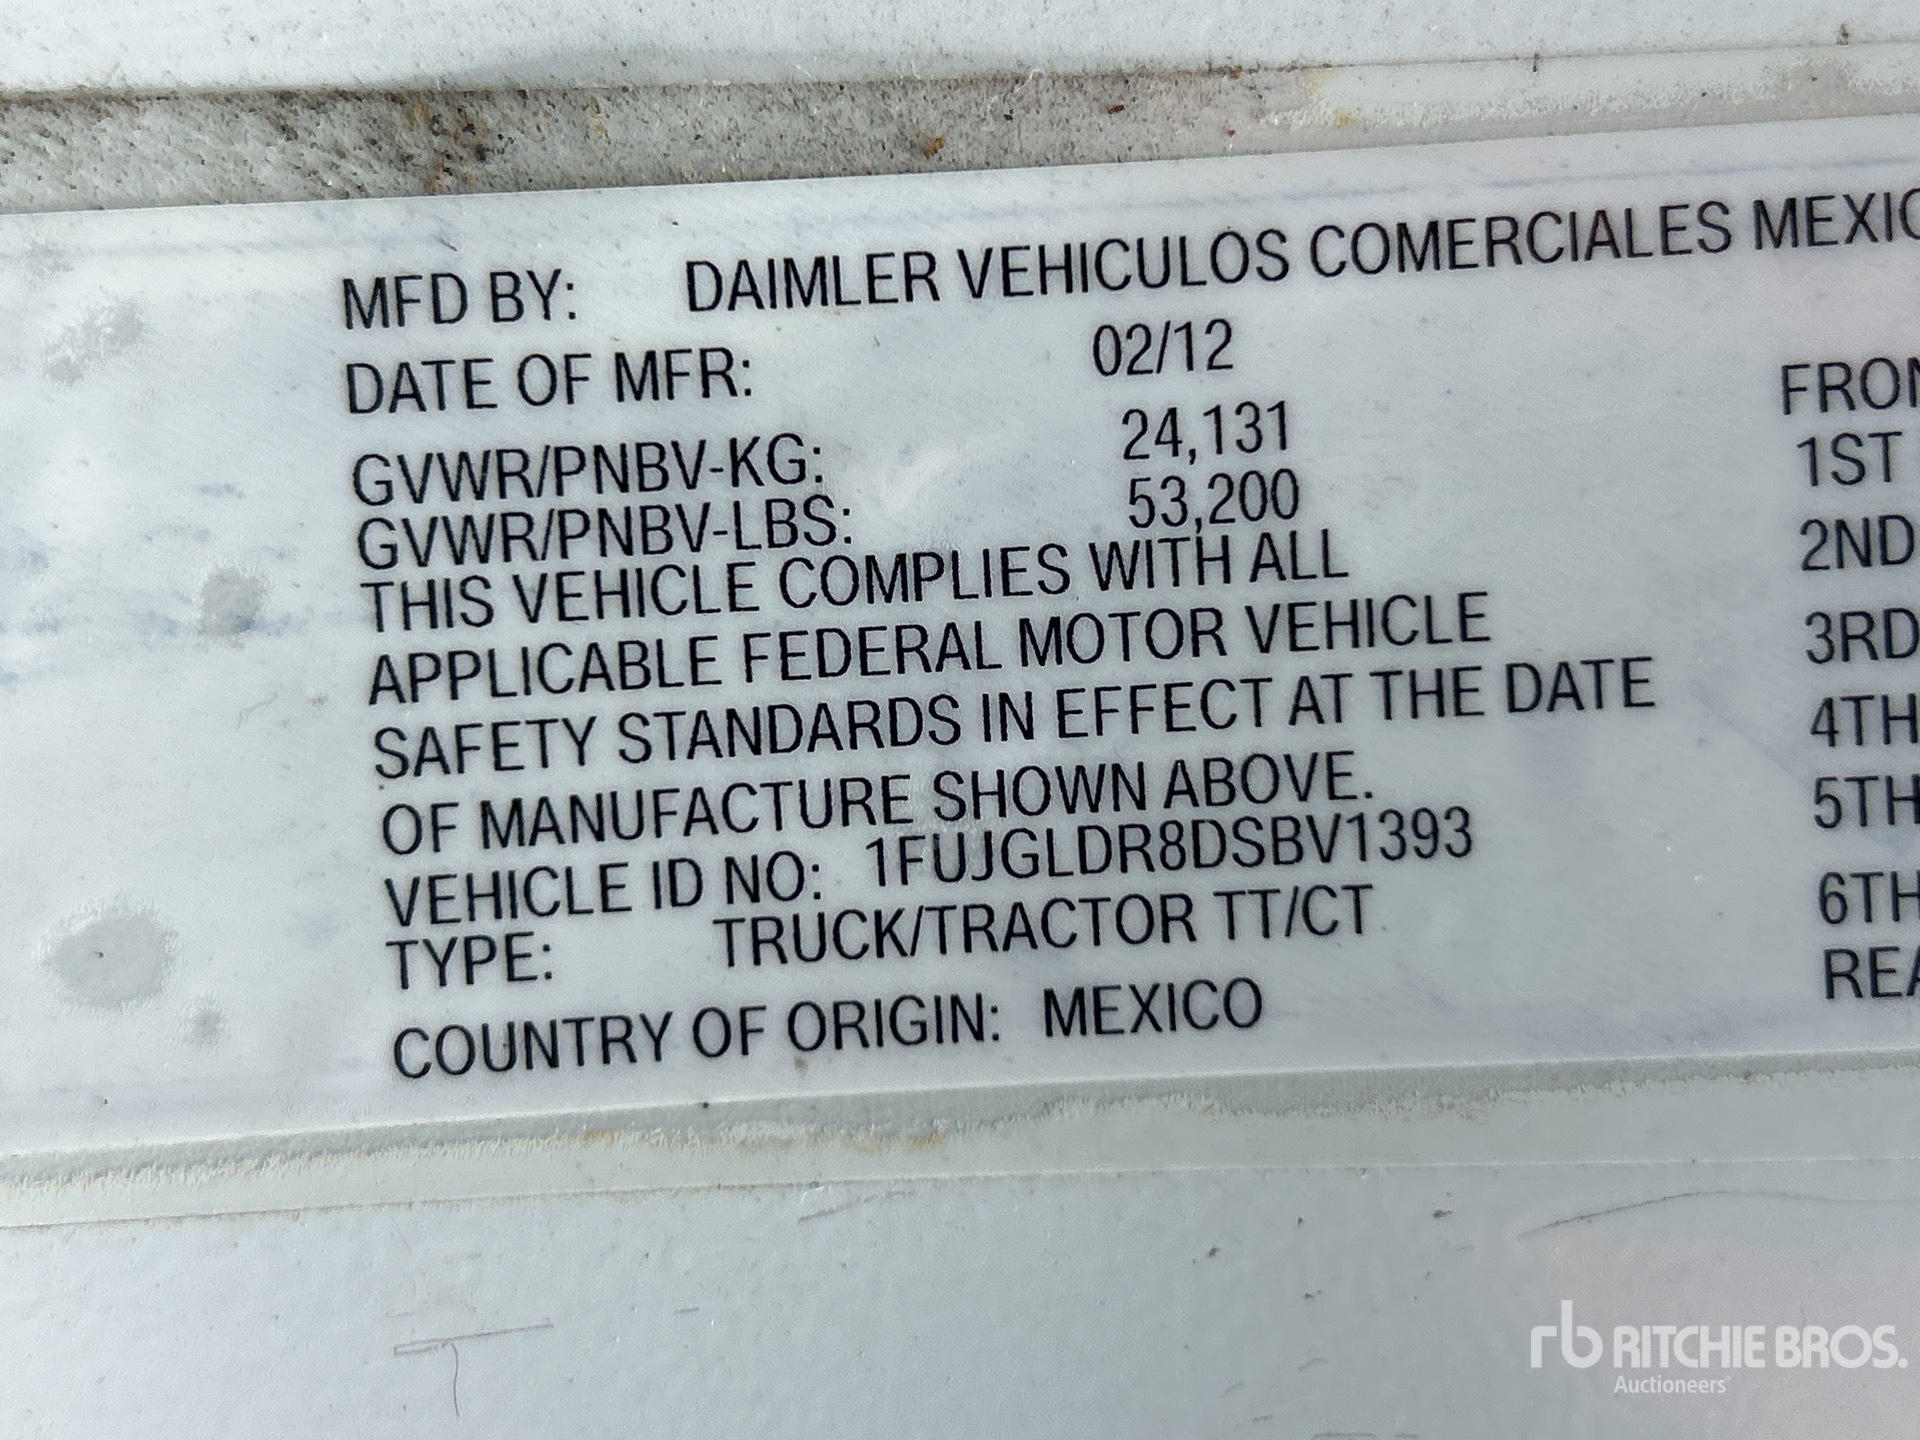 MFD BY: DAIMLER VEHICULOS COMERCIALES MEXIC
DATE OF MFR: 02/12
GVWR/PNBV-KG: 24,131
GVWR/PNBV-LBS: 53,200
THIS VEHICLE COMPLIES WITH ALL
APPLICABLE FEDERAL MOTOR VEHICLE
SAFETY STANDARDS IN EFFECT AT THE DATE
OF MANUFACTURE SHOWN ABOVE.
VEHICLE ID NO: 1FUJGLDR8DSBV1393
TYPE: TRUCK/TRACTOR TT/CT
COUNTRY OF ORIGIN: MEXICO
FRON
1ST
2ND
3RD
4TH
5TH
6TH
REA
rb RITCHIE BROS.
Auctioneers